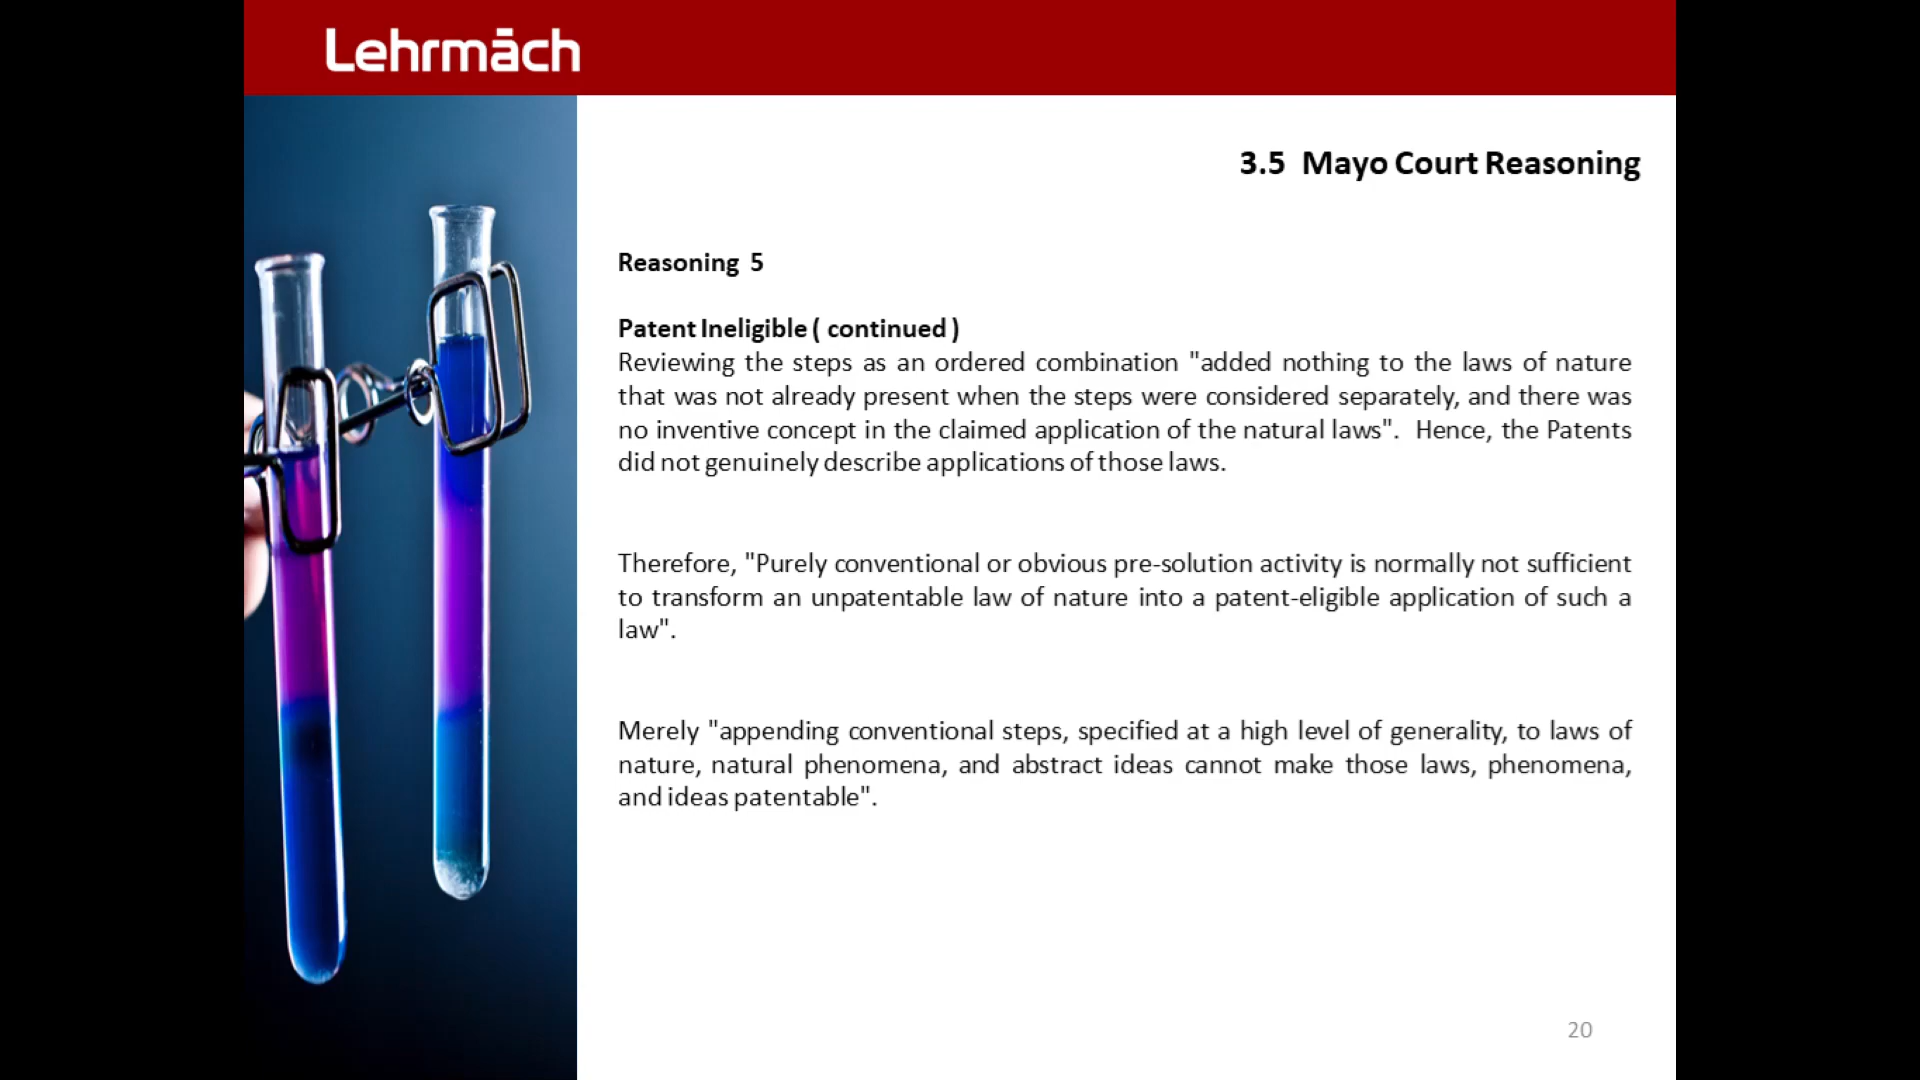 Lehrmāch
3.5 Mayo Court Reasoning
Reasoning 5
Patent Ineligible ( continued )
Reviewing the steps as an ordered combination "added nothing to the laws of nature
that was not already present when the steps were considered separately, and there was
no inventive concept in the claimed application of the natural laws". Hence, the Patents
did not genuinely describe applications of those laws.
Therefore, "Purely conventional or obvious pre-solution activity is normally not sufficient
to transform an unpatentable law of nature into a patent-eligible application of such a
law".
Merely "appending conventional steps, specified at a high level of generality, to laws of
nature, natural phenomena, and abstract ideas cannot make those laws, phenomena,
and ideas patentable".
20